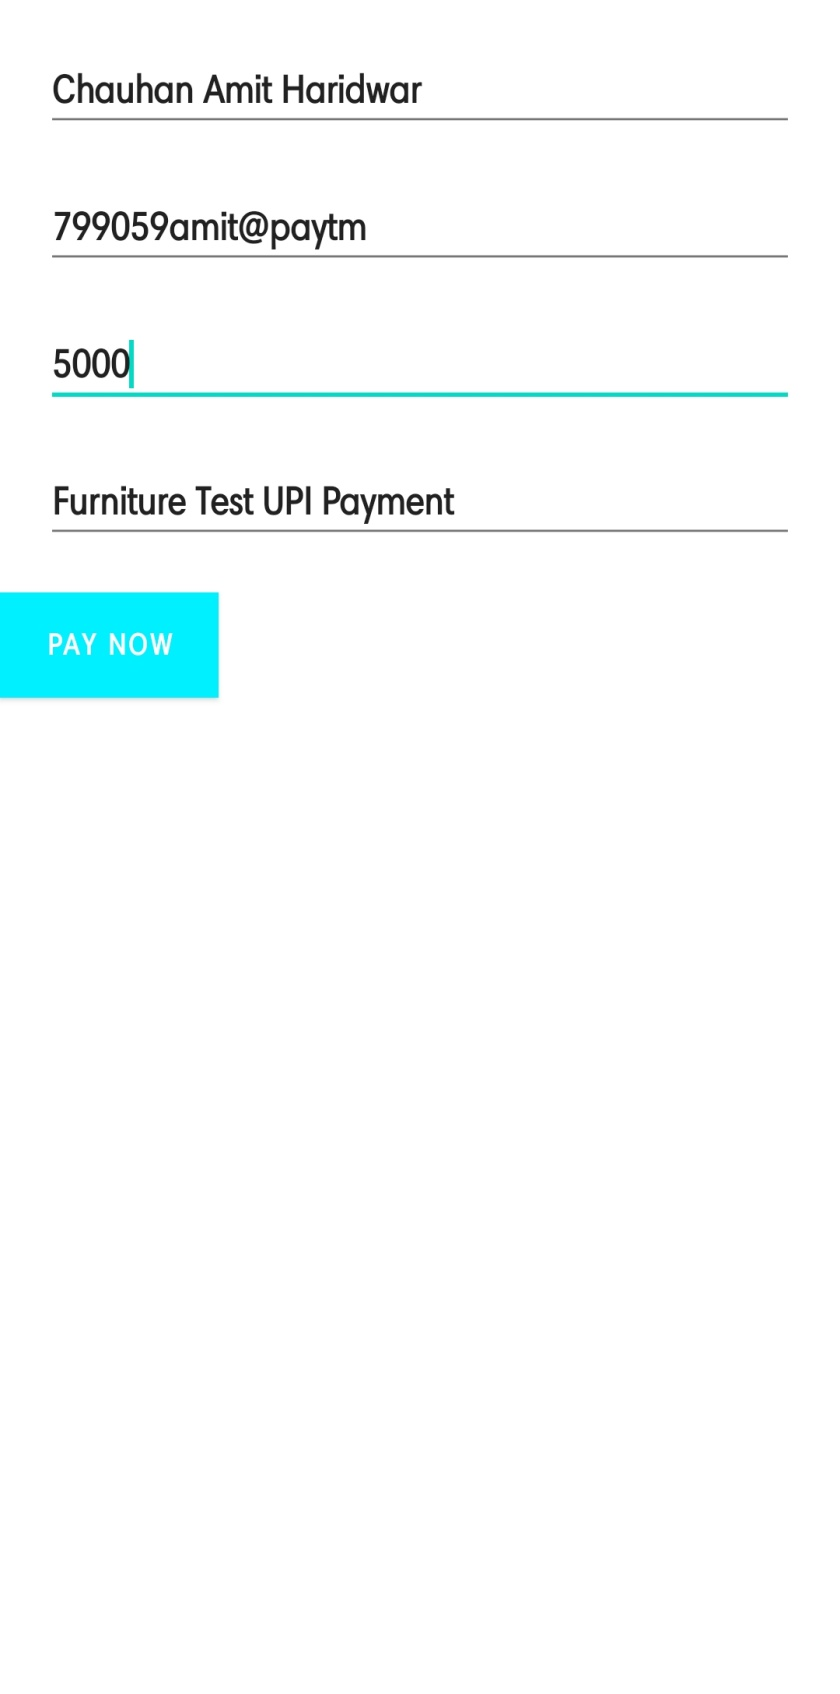 Chauhan Amit Haridwar
799059amit@paytm
5000
Furniture Test UPI Payment
PAY NOW